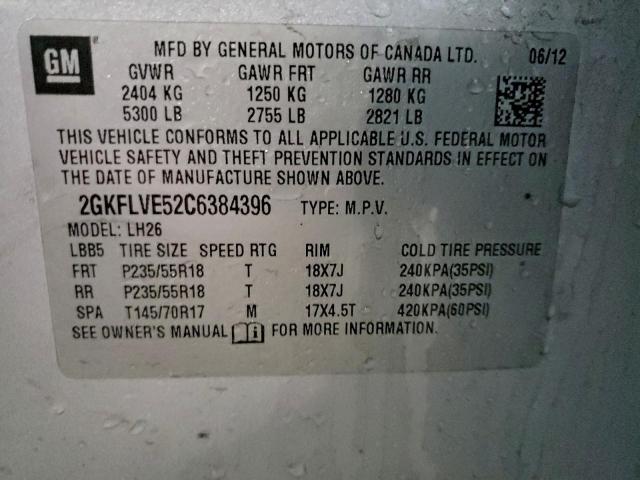 GM
MFD BY GENERAL MOTORS OF CANADA LTD. 06/12
GVWR GAWR FRT GAWR RR
2404 KG 1250 KG 1280 KG
5300 LB 2755 LB 2821 LB
THIS VEHICLE CONFORMS TO ALL APPLICABLE U.S. FEDERAL MOTOR
VEHICLE SAFETY AND THEFT PREVENTION STANDARDS IN EFFECT ON
THE DATE OF MANUFACTURE SHOWN ABOVE.
2GKFLVE52C6384396 TYPE: M.P.V.
MODEL: LH26
LBB5 TIRE SIZE SPEED RTG RIM COLD TIRE PRESSURE
FRT P235/55R18 T 18X7J 240KPA(35PSI)
RR P235/55R18 T 18X7J 240KPA(35PSI)
SPA T145/70R17 M 17X4.5T 420KPA(60PSI)
SEE OWNER'S MANUAL FOR MORE INFORMATION.